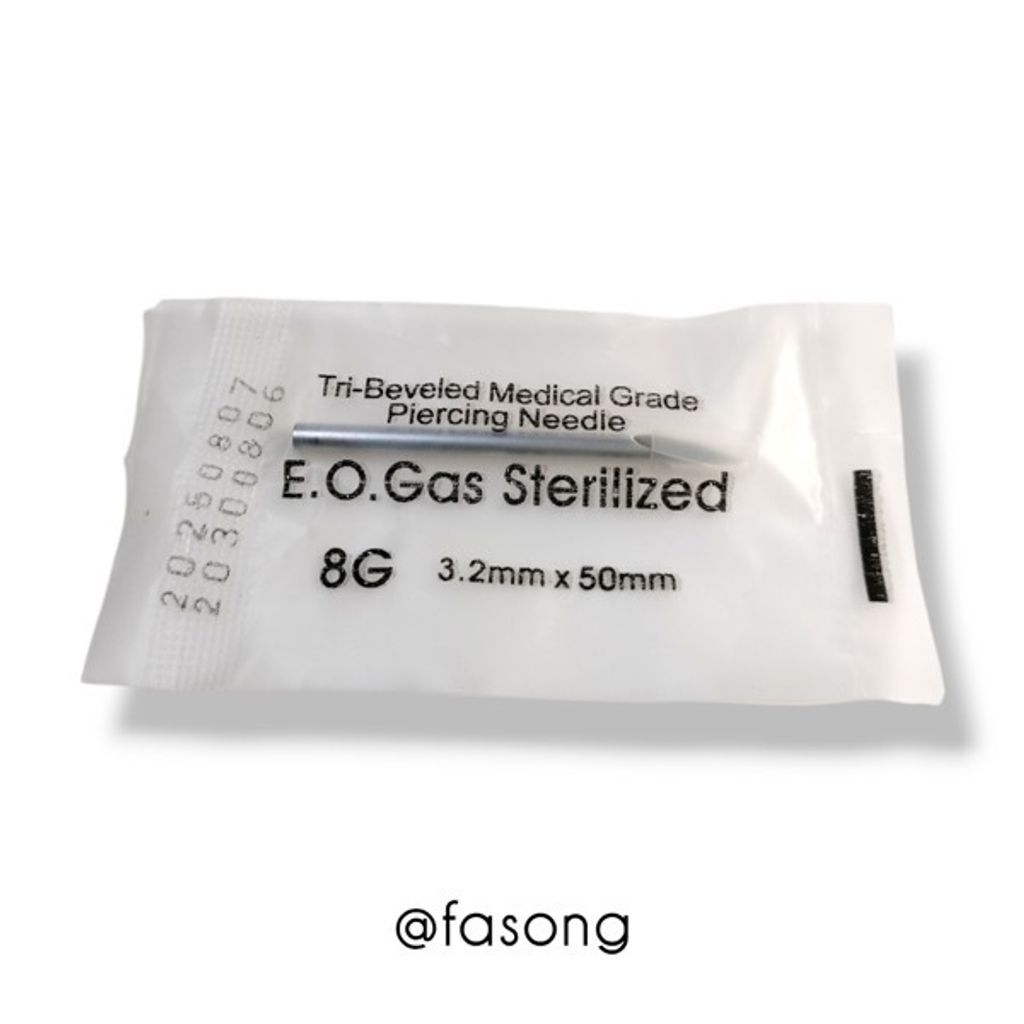 Tri-Beveled Medical Grade
Piercing Needle
E.O.Gas Sterilized
8G 3.2mm x 50mm
20250807
20300806
@fasong